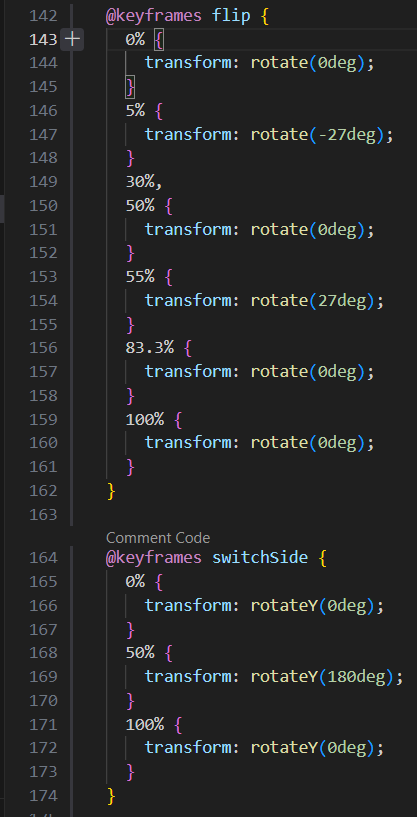 142 @keyframes flip {
143 + 0% {
144 transform: rotate(0deg);
145 }
146 5% {
147 transform: rotate(-27deg);
148 }
149 30%,
150 50% {
151 transform: rotate(0deg);
152 }
153 55% {
154 transform: rotate(27deg);
155 }
156 83.3% {
157 transform: rotate(0deg);
158 }
159 100% {
160 transform: rotate(0deg);
161 }
162 }
163
Comment Code
164 @keyframes switchSide {
165 0% {
166 transform: rotateY(0deg);
167 }
168 50% {
169 transform: rotateY(180deg);
170 }
171 100% {
172 transform: rotateY(0deg);
173 }
174 }